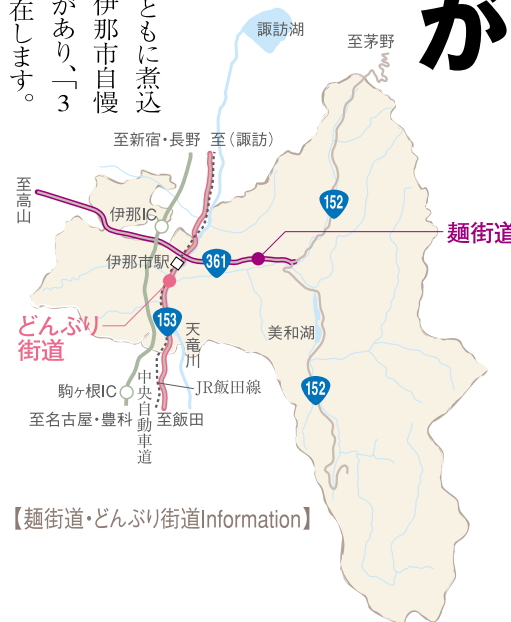 が
ともに煮込
伊那市自慢
があり、「3
在します。
諏訪湖
至茅野
至新宿・長野
至(諏訪)
至高山
152
伊那IC
麺街道
伊那市駅
361
どんぶり
街道
153
天竜川
美和湖
JR飯田線
152
駒ヶ根IC
中央自動車道
至名古屋・豊科
至飯田
【麺街道・どんぶり街道Information】